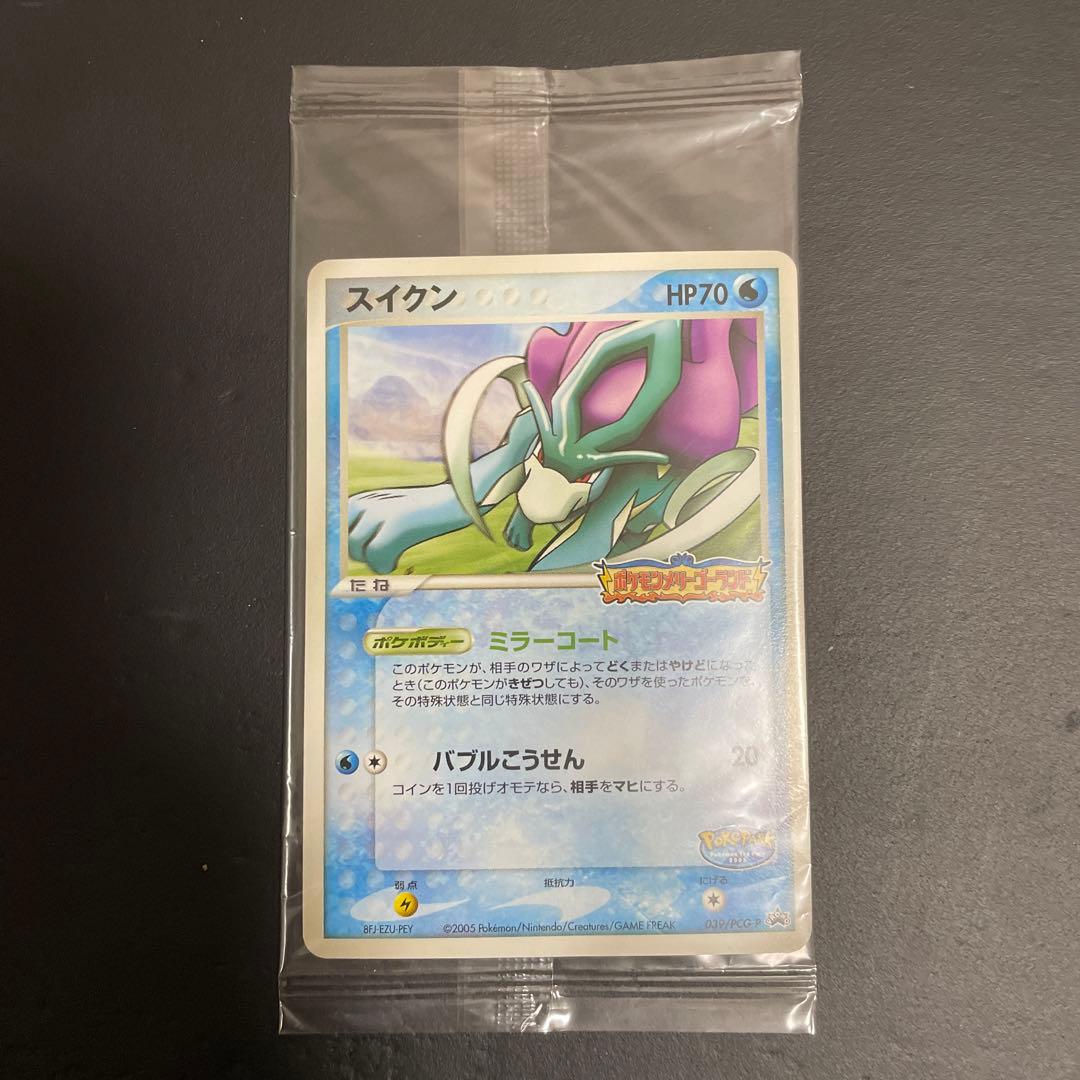 スイクン
HP70
たね
ポケモンメリーゴーランド
ポケボディー ミラーコート
このポケモンが、相手のワザによってどくまたはやけどになった
とき(このポケモンがきぜつしても)、そのワザを使ったポケモンを、
その特殊状態と同じ特殊状態にする。
バブルこうせん 20
コインを1回投げオモテなら、相手をマヒにする。
POKÉPARK
2005
弱点 抵抗力 にげる
8FJ-EZU-PEY ©2005 Pokémon/Nintendo/Creatures/GAME FREAK 039/PCG-P